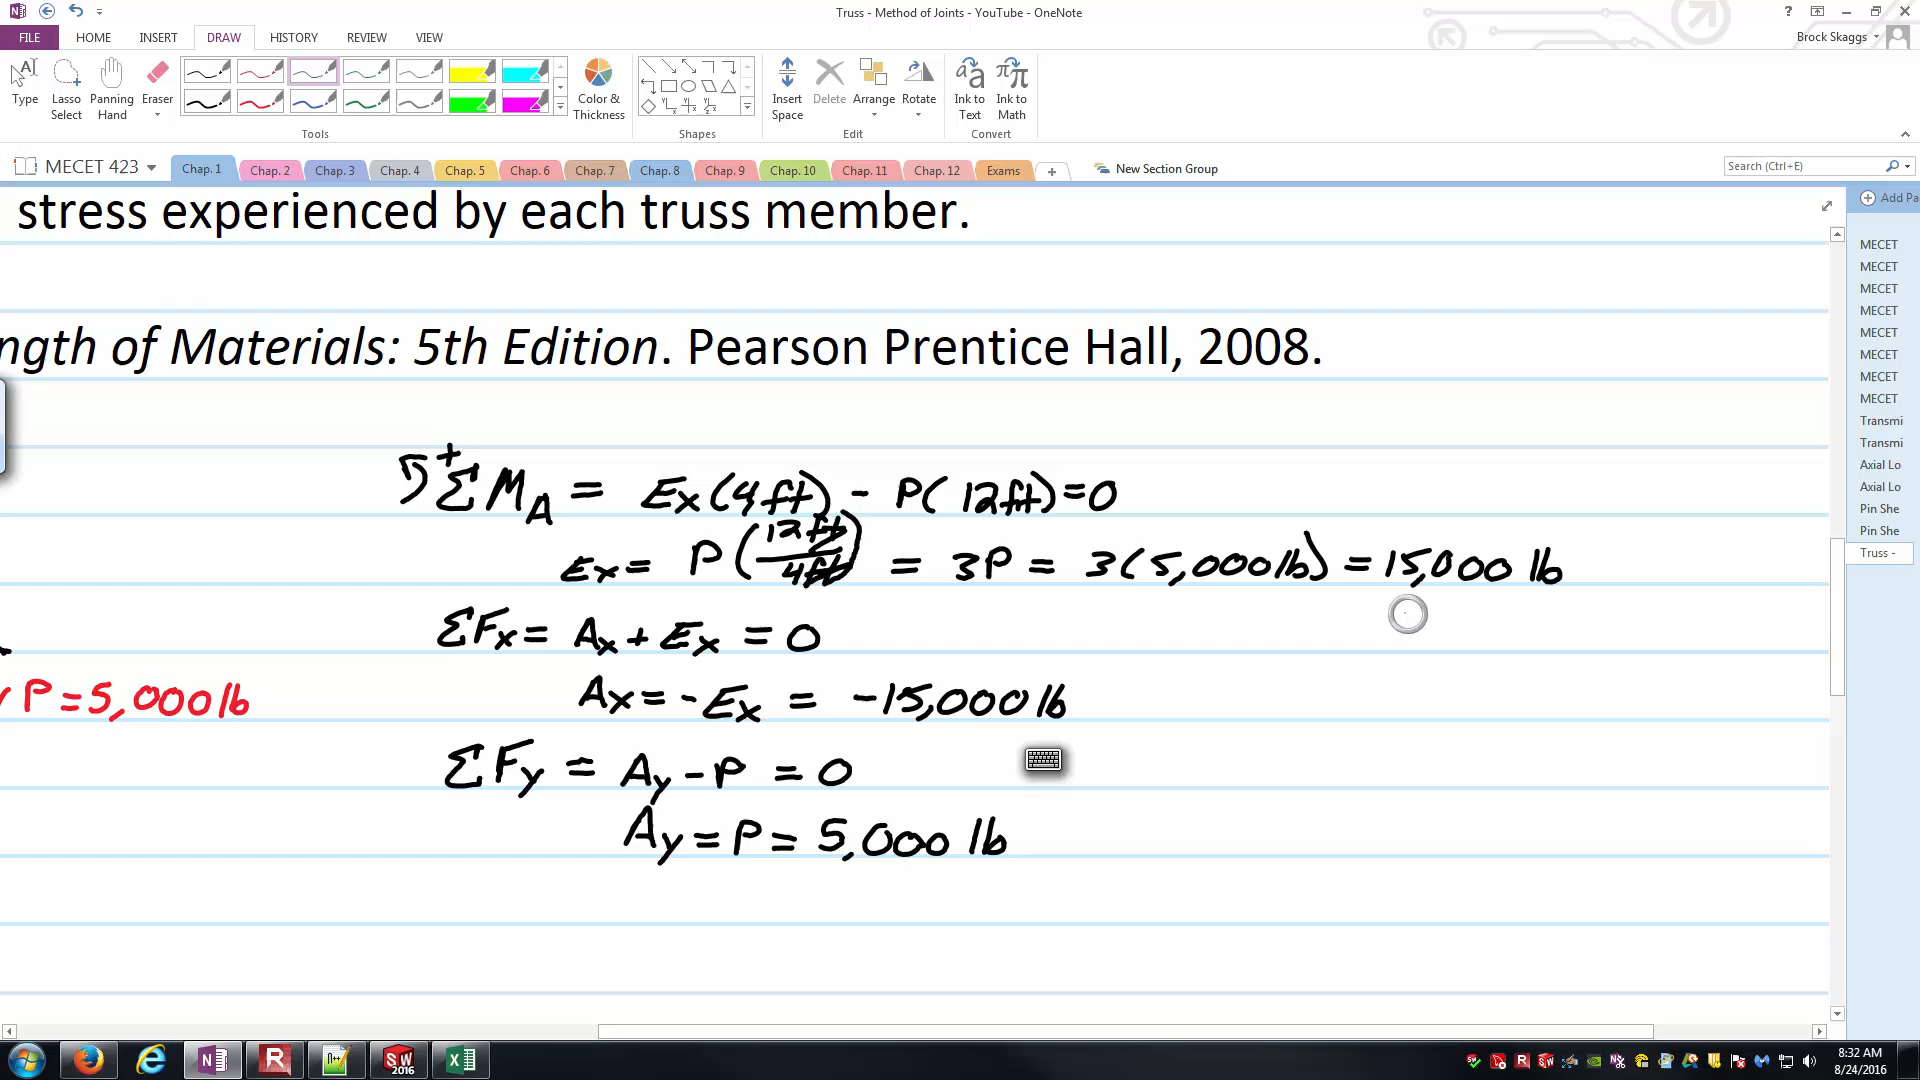 Truss - Method of Joints - YouTube - OneNote
?
FILE HOME INSERT DRAW HISTORY REVIEW VIEW
Brock Skaggs
Type Lasso Select Panning Hand Eraser Color & Thickness Insert Space Delete Arrange Rotate Ink to Text Ink to Math
Tools Shapes Edit Convert
MECET 423 Chap. 1 Chap. 2 Chap. 3 Chap. 4 Chap. 5 Chap. 6 Chap. 7 Chap. 8 Chap. 9 Chap. 10 Chap. 11 Chap. 12 Exams + New Section Group Search (Ctrl+E)
Add Pa
stress experienced by each truss member.
ngth of Materials: 5th Edition. Pearson Prentice Hall, 2008.
+ΣM_A = Ex(4ft) - P(12ft) = 0
Ex = P(12ft/4ft) = 3P = 3(5,000lb) = 15,000 lb
ΣFx = Ax + Ex = 0
P = 5,000lb
Ax = -Ex = -15,000 lb
ΣFy = Ay - P = 0
Ay = P = 5,000 lb
MECET
MECET
MECET
MECET
MECET
MECET
MECET
MECET
Transmi
Transmi
Axial Lo
Axial Lo
Pin She
Pin She
Truss -
8:32 AM
8/24/2016